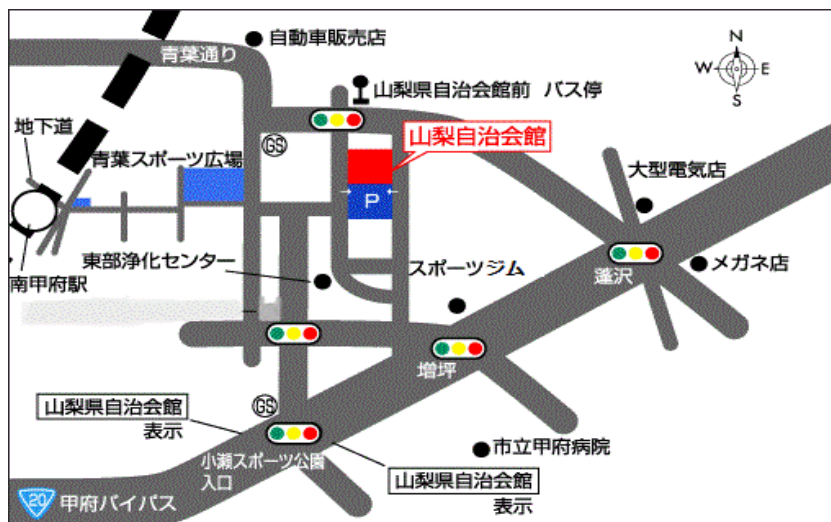 自動車販売店
青葉通り
N
W
E
S
山梨県自治会館前 バス停
地下道
GS
山梨自治会館
青葉スポーツ広場
大型電気店
P
東部浄化センター
スポーツジム
メガネ店
南甲府駅
蓬沢
増坪
山梨県自治会館
表示
GS
市立甲府病院
小瀬スポーツ公園
入口
山梨県自治会館
表示
20
甲府バイパス